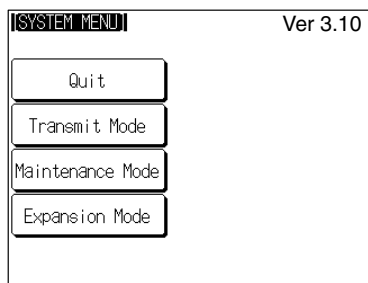 [SYSTEM MENU]
Ver 3.10
Quit
Transmit Mode
Maintenance Mode
Expansion Mode